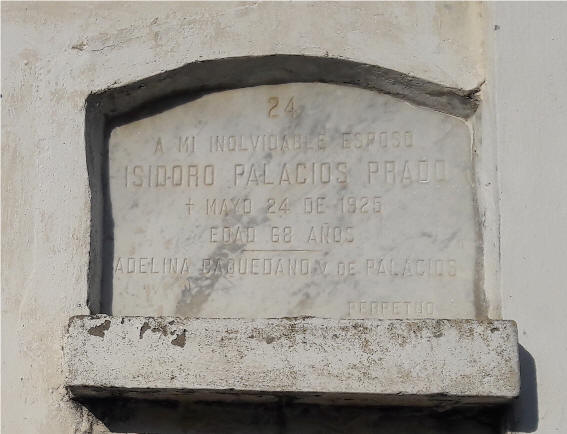 24
A MI INOLVIDABLE ESPOSO
ISIDORO PALACIOS PRADO
† MAYO 24 DE 1925
EDAD 68 AÑOS
ADELINA BAQUEDANO V. DE PALACIOS
PERPETUO